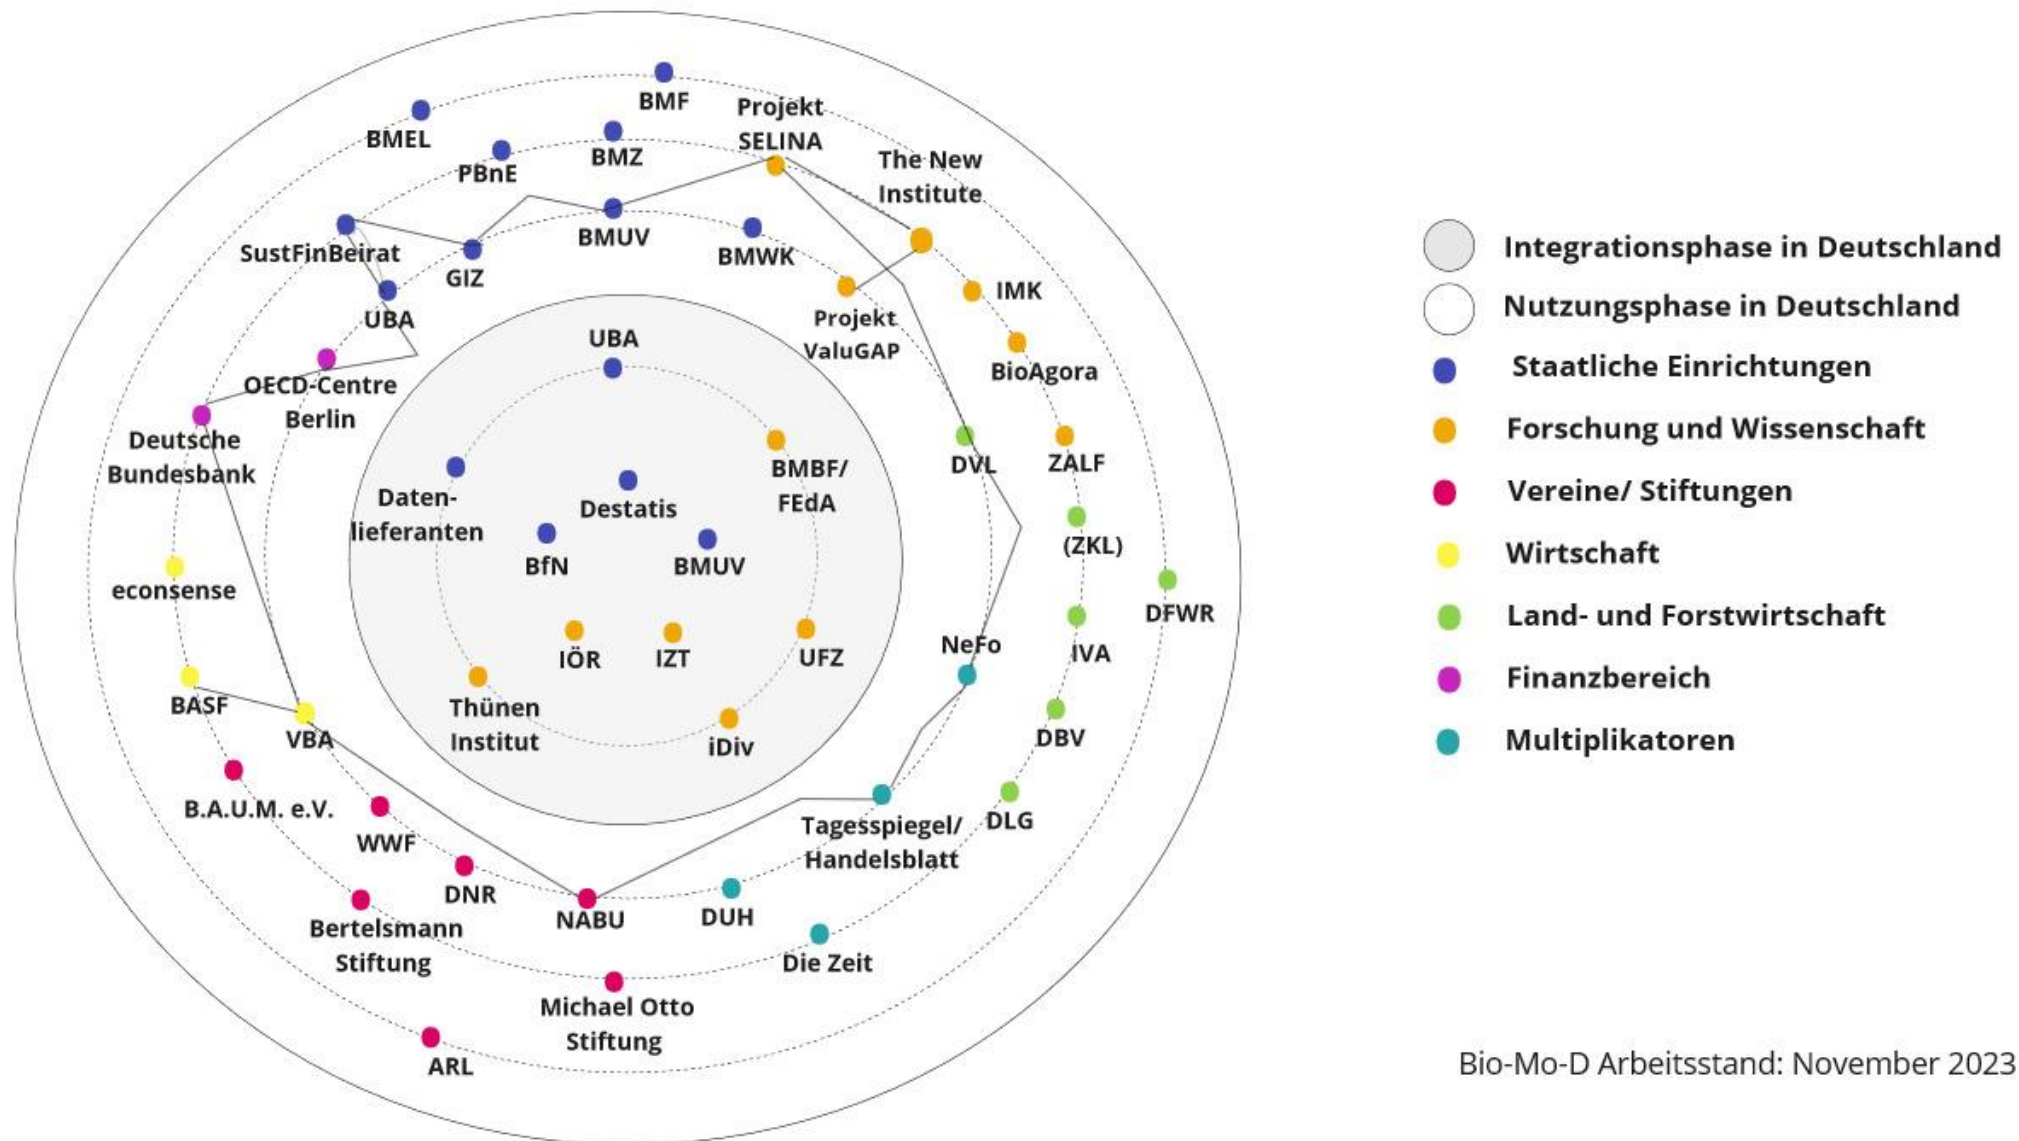 BMF
Projekt
SELINA
BMEL
BMZ
PBnE
The New
Institute
SustFinBeirat
BMUV
BMWK
GIZ
IMK
UBA
Projekt
ValuGAP
UBA
BioAgora
OECD-Centre
Berlin
Deutsche
Bundesbank
DVL
ZALF
BMBF/
FEdA
Daten-
lieferanten
Destatis
(ZKL)
BfN
BMUV
econsense
DFWR
NeFo
IVA
IÖR
IZT
UFZ
BASF
Thünen
Institut
VBA
iDiv
DBV
B.A.U.M. e.V.
Tagesspiegel/
Handelsblatt
DLG
WWF
DNR
NABU
DUH
Bertelsmann
Stiftung
Die Zeit
Michael Otto
Stiftung
ARL
Integrationsphase in Deutschland
Nutzungsphase in Deutschland
Staatliche Einrichtungen
Forschung und Wissenschaft
Vereine/ Stiftungen
Wirtschaft
Land- und Forstwirtschaft
Finanzbereich
Multiplikatoren
Bio-Mo-D Arbeitsstand: November 2023